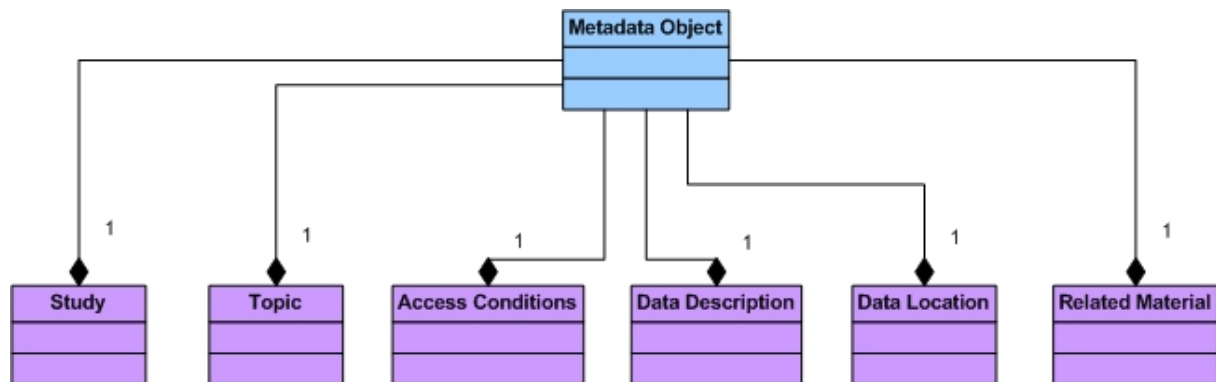 Metadata Object
1
1
1
1
1
1
Study
Topic
Access Conditions
Data Description
Data Location
Related Material